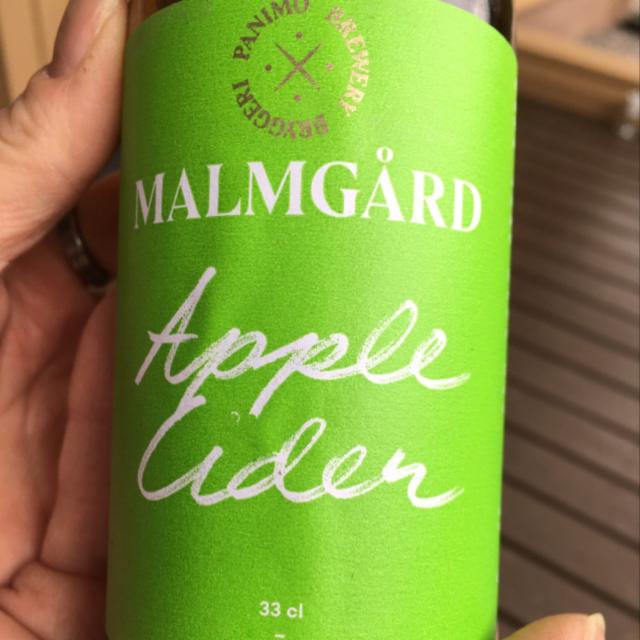 PANIMO BREWERY BRYGGERI
MALMGÅRD
Apple
Cider
33 cl